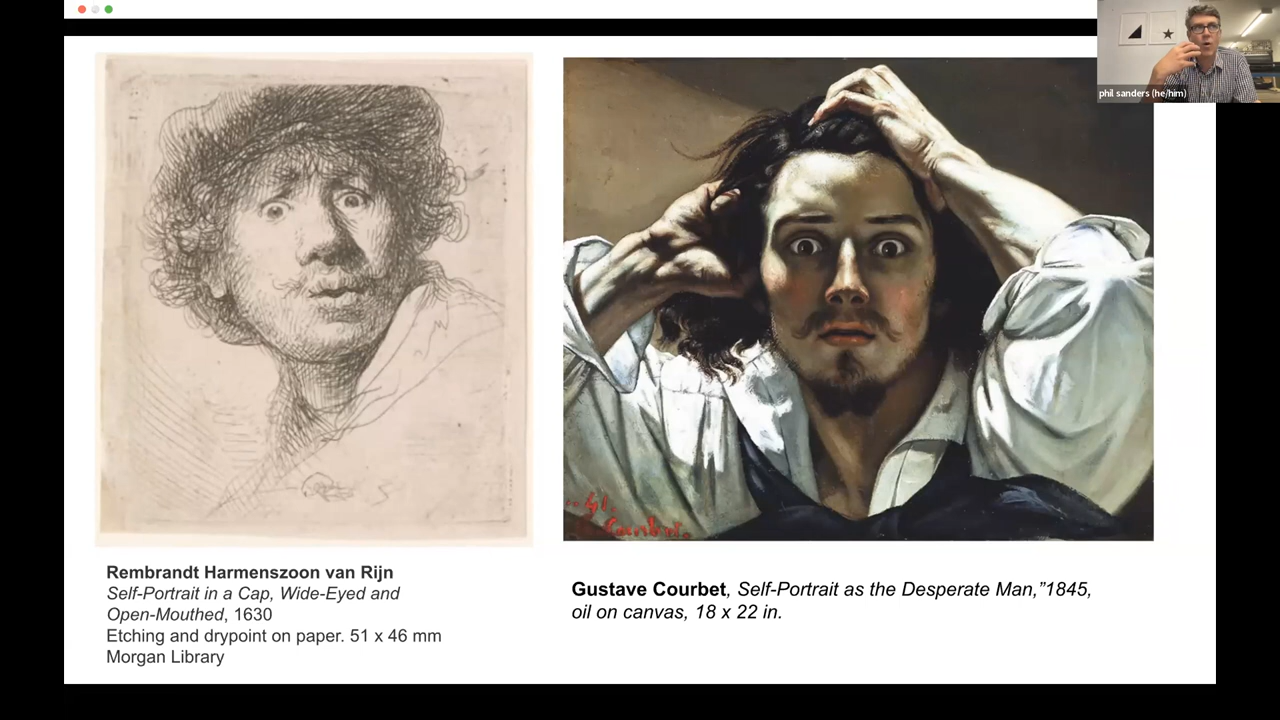 phil sanders (he/him)
Rembrandt Harmenszoon van Rijn
Self-Portrait in a Cap, Wide-Eyed and
Open-Mouthed, 1630
Etching and drypoint on paper. 51 x 46 mm
Morgan Library
Gustave Courbet, Self-Portrait as the Desperate Man,”1845,
oil on canvas, 18 x 22 in.